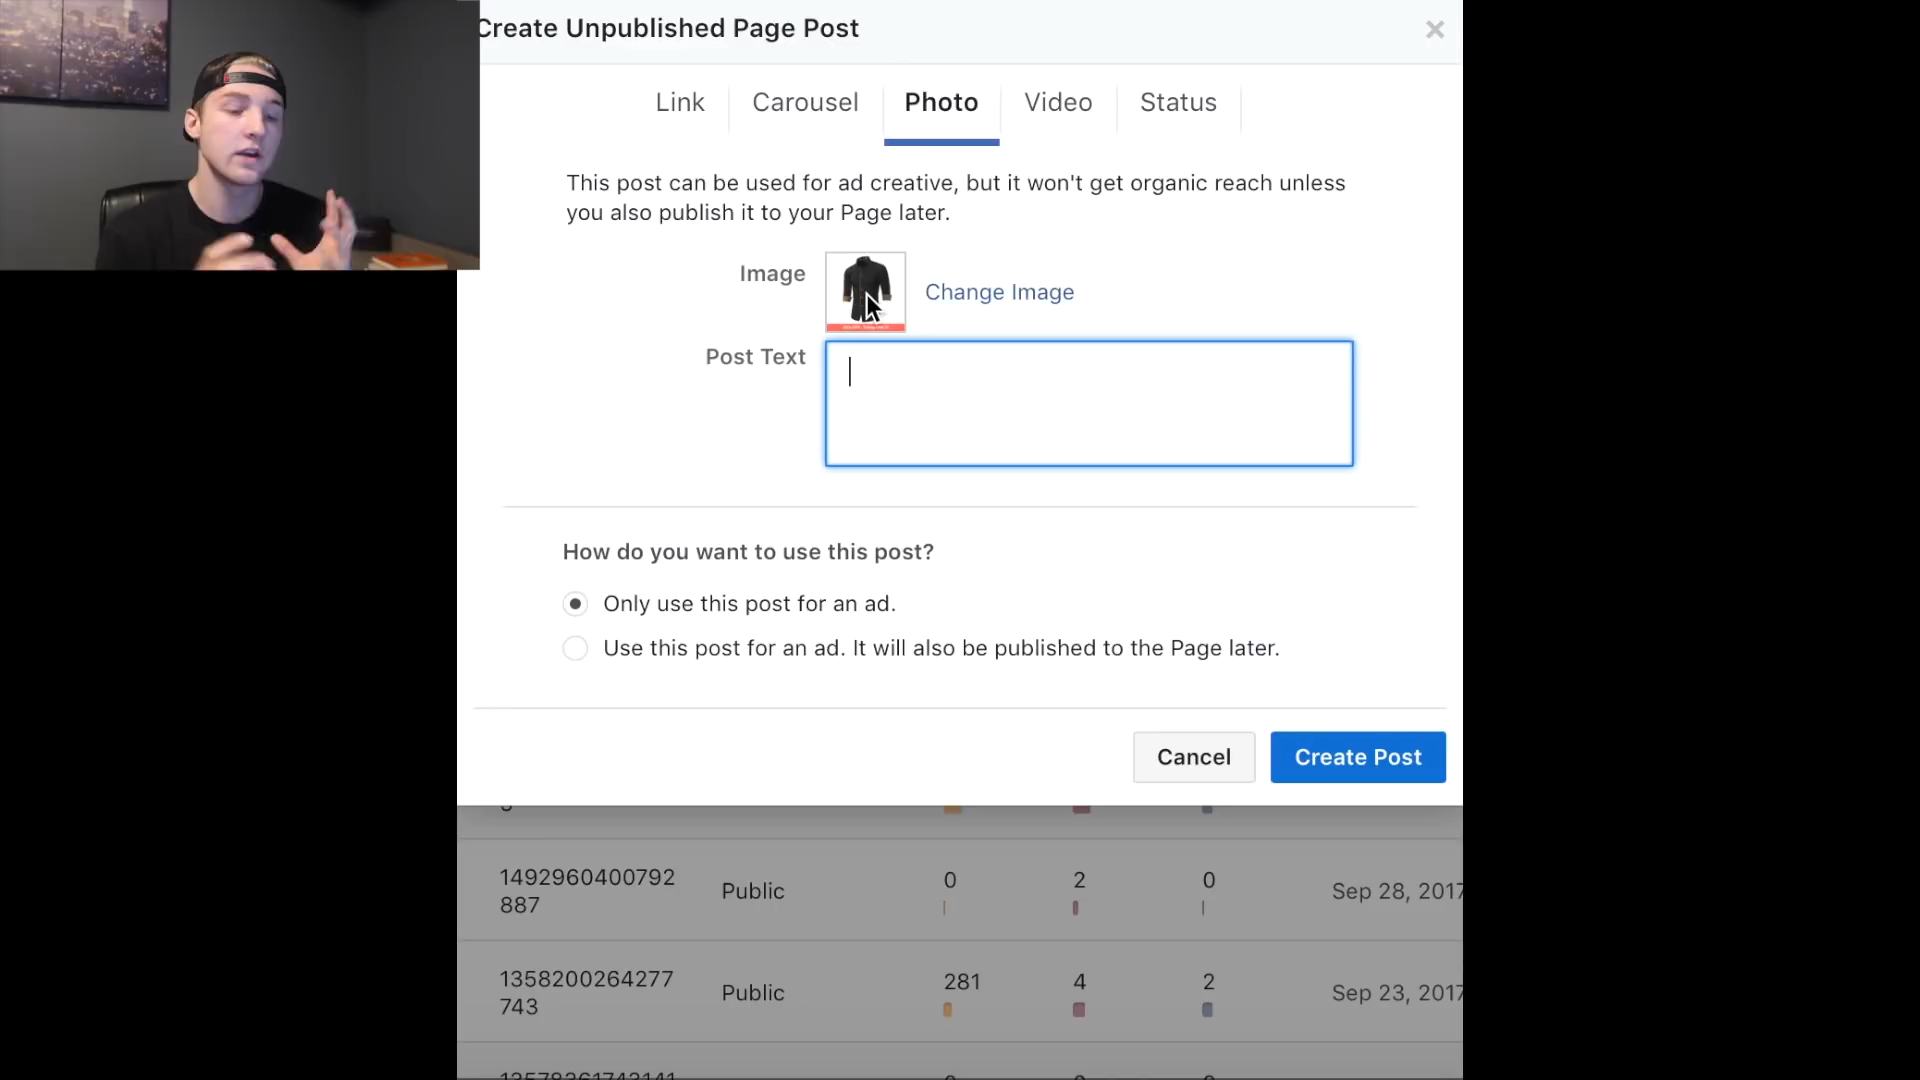 Create Unpublished Page Post
Link Carousel Photo Video Status
This post can be used for ad creative, but it won't get organic reach unless
you also publish it to your Page later.
Image
Change Image
Post Text
How do you want to use this post?
Only use this post for an ad.
Use this post for an ad. It will also be published to the Page later.
Cancel Create Post
1492960400792
887
Public 0 2 0 Sep 28, 2017
1358200264277
743
Public 281 4 2 Sep 23, 2017